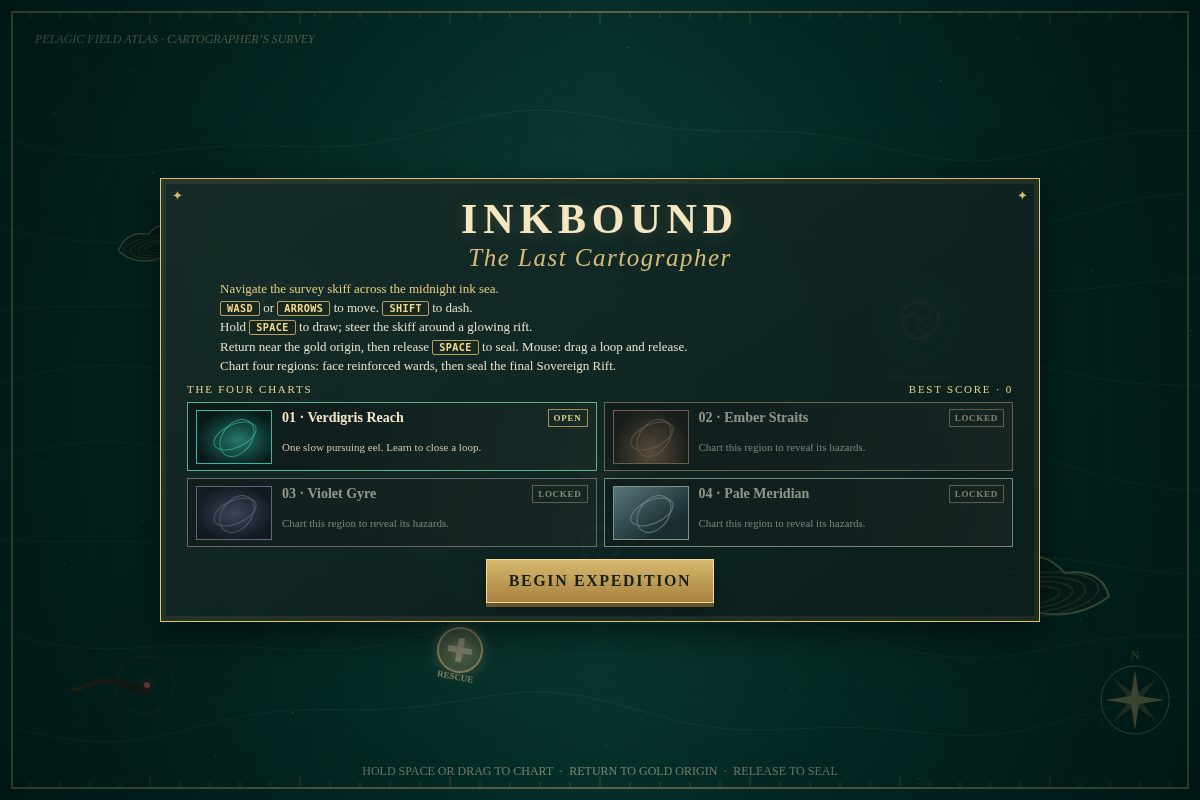 PELAGIC FIELD ATLAS · CARTOGRAPHER'S SURVEY
INKBOUND
The Last Cartographer
Navigate the survey skiff across the midnight ink sea.
WASD or ARROWS to move. SHIFT to dash.
Hold SPACE to draw; steer the skiff around a glowing rift.
Return near the gold origin, then release SPACE to seal. Mouse: drag a loop and release.
Chart four regions: face reinforced wards, then seal the final Sovereign Rift.
THE FOUR CHARTS
BEST SCORE · 0
01 · Verdigris Reach
OPEN
One slow pursuing eel. Learn to close a loop.
02 · Ember Straits
LOCKED
Chart this region to reveal its hazards.
03 · Violet Gyre
LOCKED
Chart this region to reveal its hazards.
04 · Pale Meridian
LOCKED
Chart this region to reveal its hazards.
BEGIN EXPEDITION
RESCUE
N
HOLD SPACE OR DRAG TO CHART · RETURN TO GOLD ORIGIN · RELEASE TO SEAL